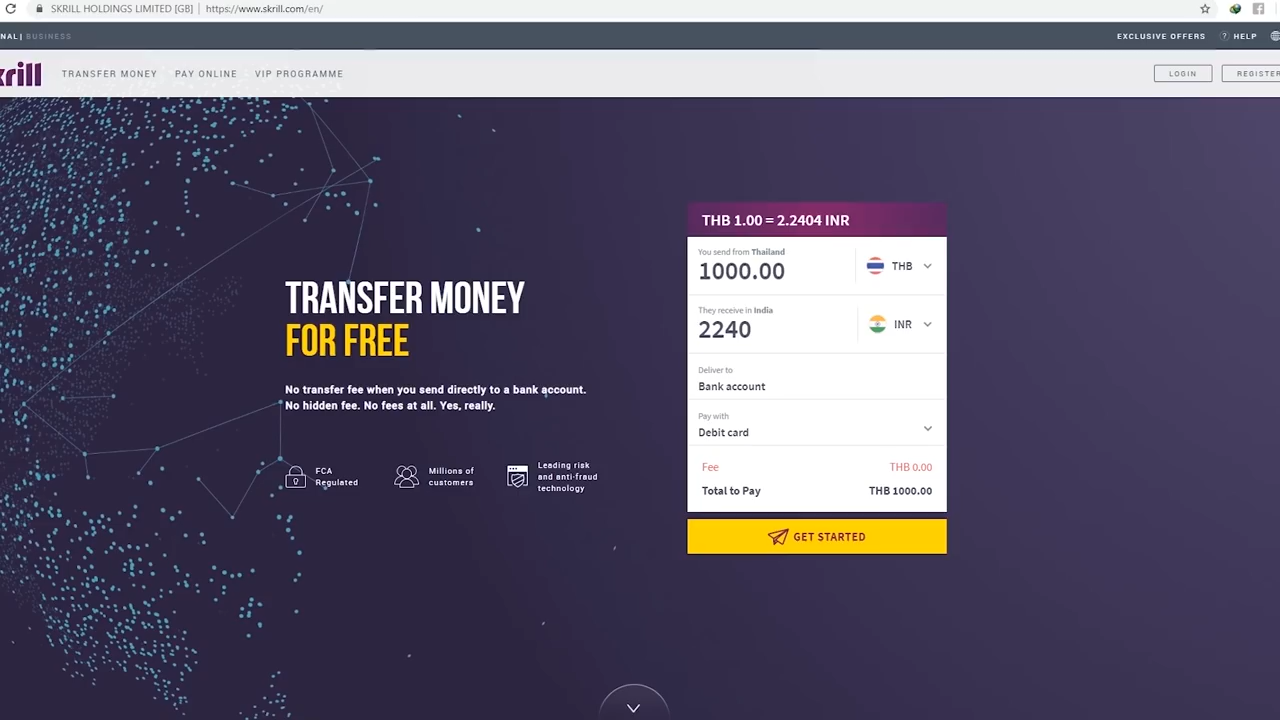 SKRILL HOLDINGS LIMITED [GB] | https://www.skrill.com/en/
NAL | BUSINESS
EXCLUSIVE OFFERS
? HELP
krill
TRANSFER MONEY
PAY ONLINE
VIP PROGRAMME
LOGIN
REGISTER
THB 1.00 = 2.2404 INR
You send from Thailand
1000.00
THB
They receive in India
2240
INR
Deliver to
Bank account
Pay with
Debit card
Fee THB 0.00
Total to Pay THB 1000.00
GET STARTED
TRANSFER MONEY
FOR FREE
No transfer fee when you send directly to a bank account.
No hidden fee. No fees at all. Yes, really.
FCA
Regulated
Millions of
customers
Leading risk
and anti-fraud
technology